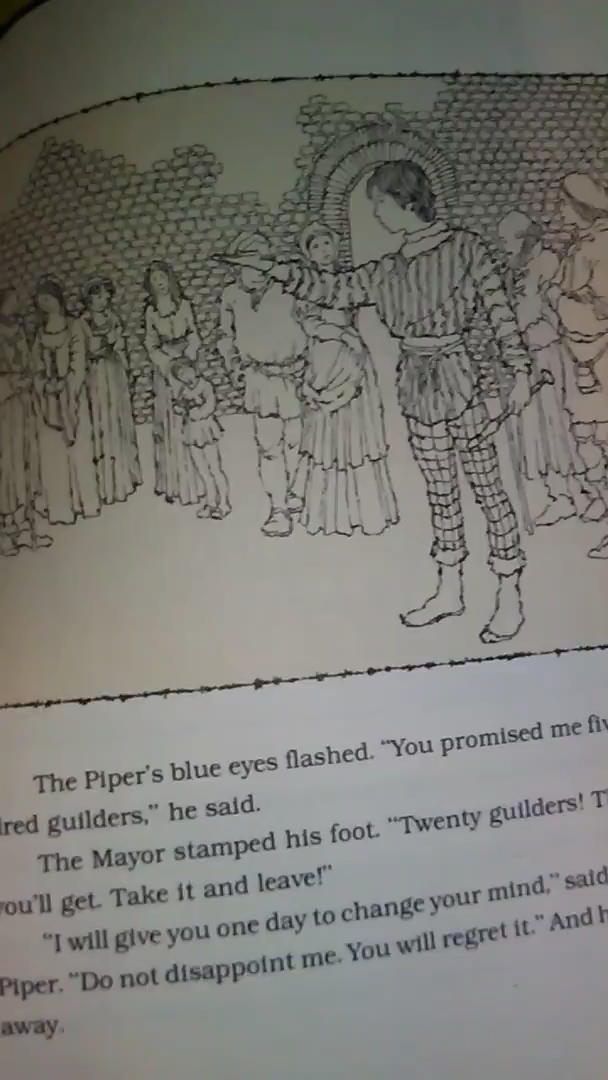 The Piper's blue eyes flashed. "You promised me
guilders," he said.
The Mayor stamped his foot. "Twenty guilders!
you'll get. Take it and leave!"
"I will give you one day to change your mind," said
Piper. "Do not disappoint me. You will regret it." And
away.